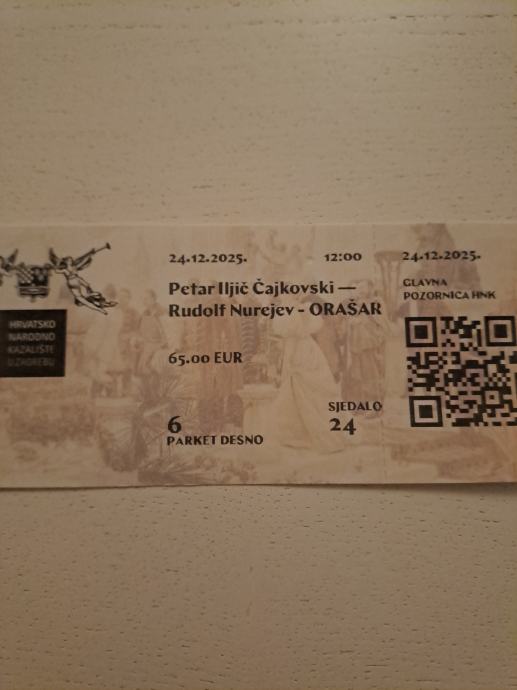 HRVATSKO
NARODNO
KAZALIŠTE
U ZAGREBU
24.12.2025. 12:00
Petar Iljič Čajkovski —
Rudolf Nurejev - ORAŠAR
65.00 EUR
6
PARKET DESNO
SJEDALO
24
24.12.2025.
GLAVNA
POZORNICA HNK